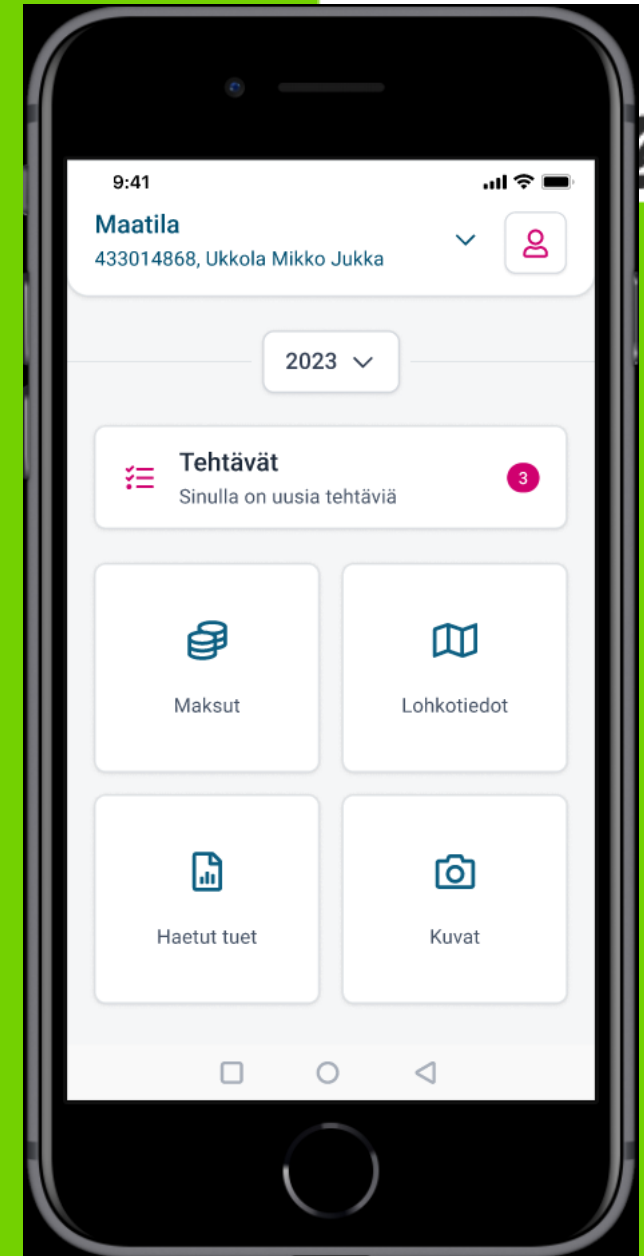 9:41
Maatila
433014868, Ukkola Mikko Jukka
2023
Tehtävät
Sinulla on uusia tehtäviä
3
Maksut
Lohkotiedot
Haetut tuet
Kuvat